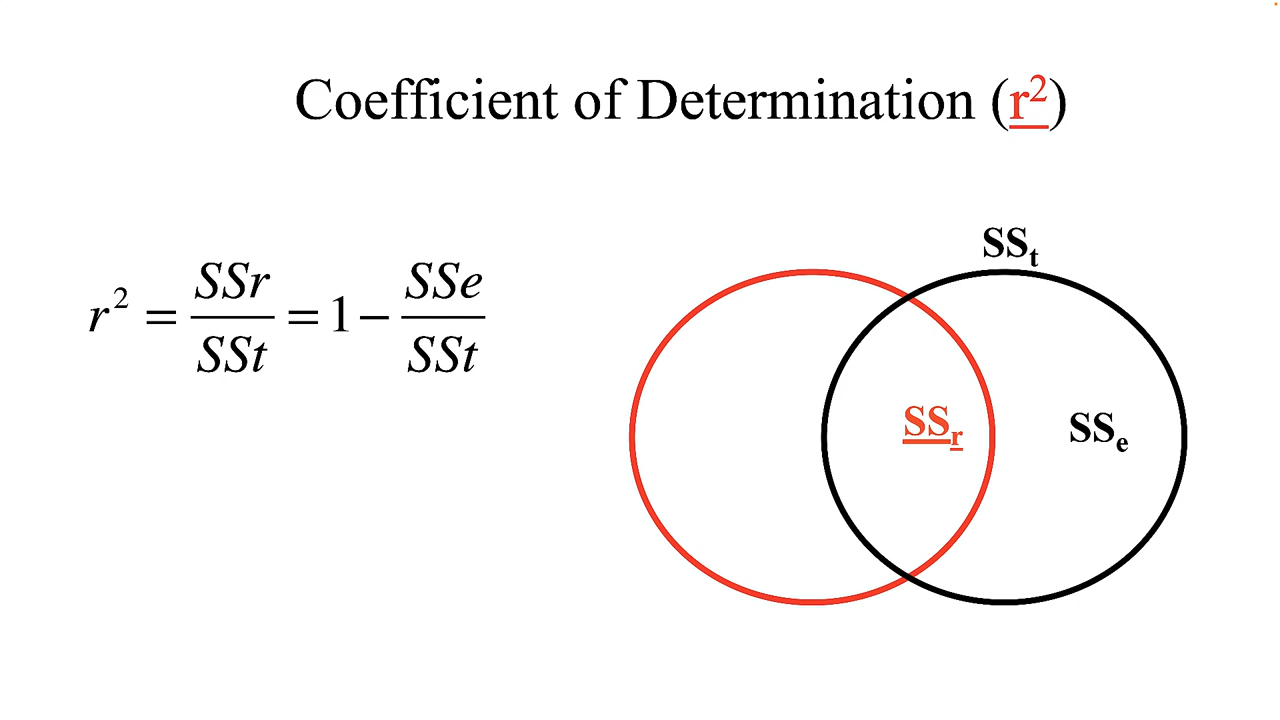 Coefficient of Determination (r²)
r² = SSr/SSt = 1 − SSe/SSt
SSₜ
SSᵣ
SSₑ